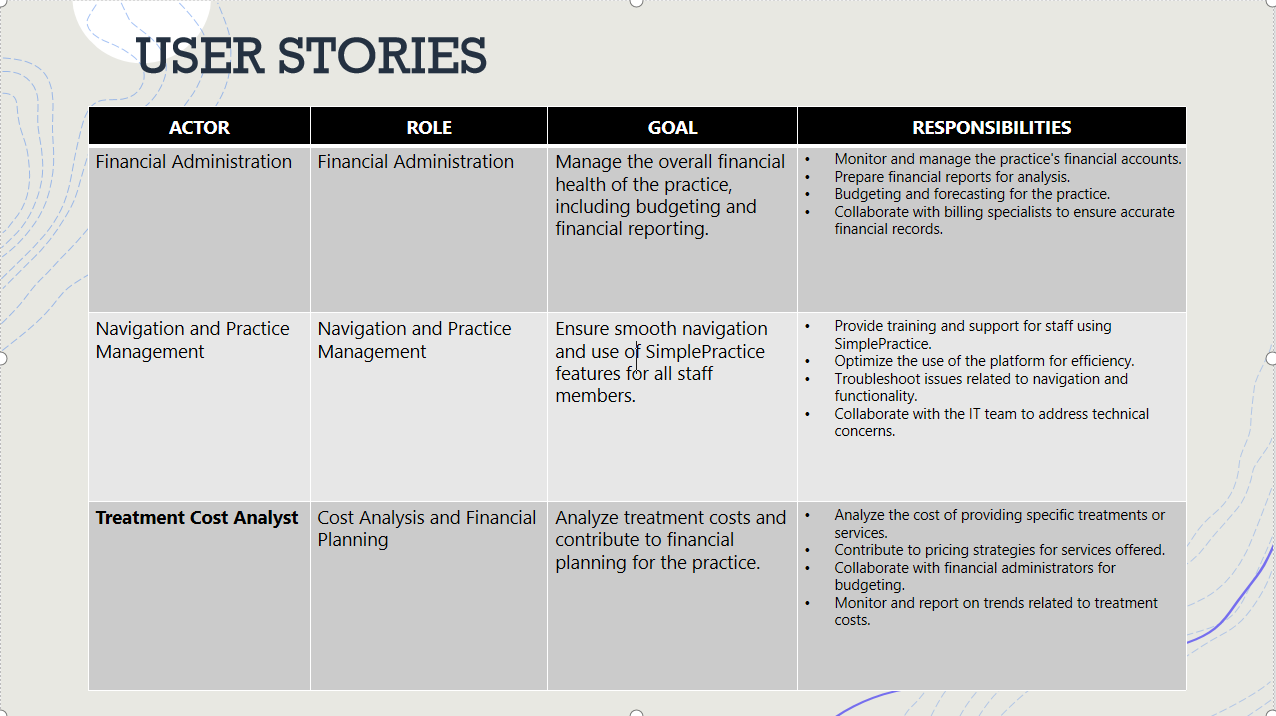 USER STORIES
ACTOR
ROLE
GOAL
RESPONSIBILITIES
Financial Administration
Financial Administration
Manage the overall financial
health of the practice,
including budgeting and
financial reporting.
• Monitor and manage the practice's financial accounts.
• Prepare financial reports for analysis.
• Budgeting and forecasting for the practice.
• Collaborate with billing specialists to ensure accurate
financial records.
Navigation and Practice
Management
Navigation and Practice
Management
Ensure smooth navigation
and use of SimplePractice
features for all staff
members.
• Provide training and support for staff using
SimplePractice.
• Optimize the use of the platform for efficiency.
• Troubleshoot issues related to navigation and
functionality.
• Collaborate with the IT team to address technical
concerns.
Treatment Cost Analyst
Cost Analysis and Financial
Planning
Analyze treatment costs and
contribute to financial
planning for the practice.
• Analyze the cost of providing specific treatments or
services.
• Contribute to pricing strategies for services offered.
• Collaborate with financial administrators for
budgeting.
• Monitor and report on trends related to treatment
costs.